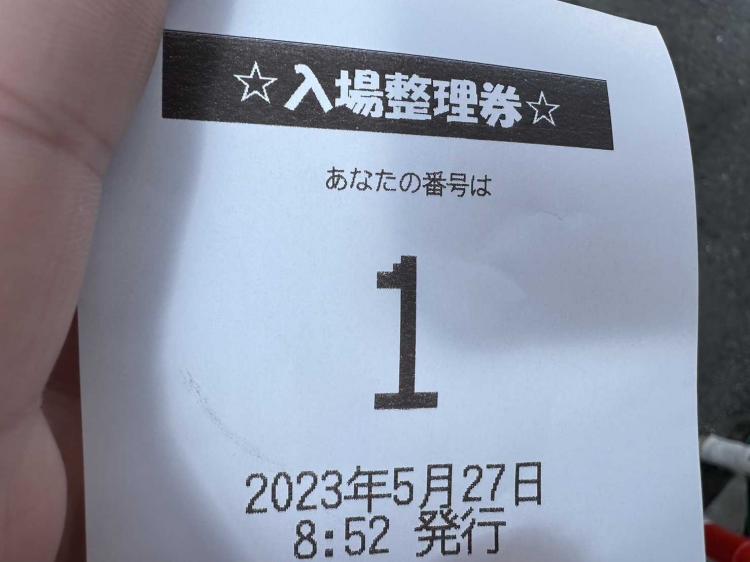 ☆入場整理券☆
あなたの番号は
1
2023年5月27日
8:52 発行